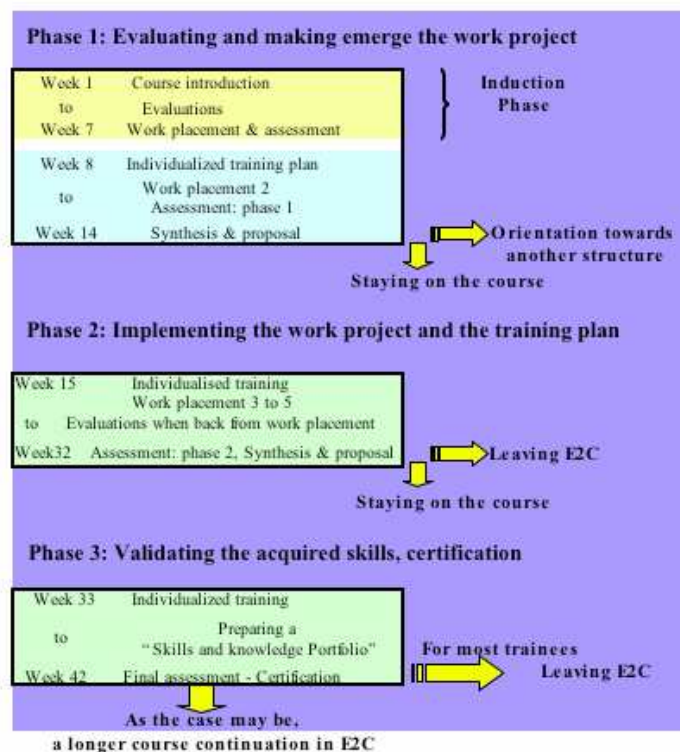 Phase 1: Evaluating and making emerge the work project
Week 1 Course introduction
to Evaluations
Week 7 Work placement & assessment
Induction
Phase
Week 8 Individualized training plan
to Work placement 2
Assessment: phase 1
Week 14 Synthesis & proposal
Orientation towards
another structure
Staying on the course
Phase 2: Implementing the work project and the training plan
Week 15 Individualised training
Work placement 3 to 5
to Evaluations when back from work placement
Week32 Assessment: phase 2, Synthesis & proposal
Leaving E2C
Staying on the course
Phase 3: Validating the acquired skills, certification
Week 33 Individualized training
to Preparing a
“Skills and knowledge Portfolio”
Week 42 Final assessment - Certification
For most trainees
Leaving E2C
As the case may be,
a longer course continuation in E2C